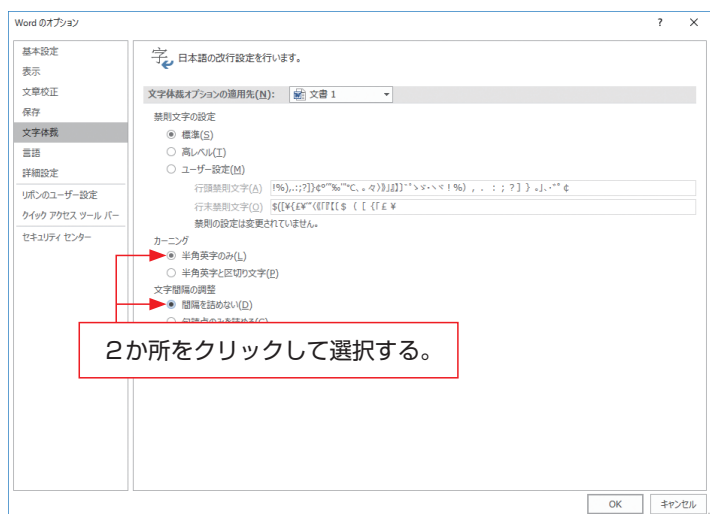 Word のオプション ? ×
基本設定
表示
文章校正
保存
文字体裁
言語
詳細設定
リボンのユーザー設定
クイック アクセス ツール バー
セキュリティ センター
日本語の改行設定を行います。
文字体裁オプションの適用先(N): 文書 1
禁則文字の設定
標準(S)
高レベル(T)
ユーザー設定(M)
行頭禁則文字(A)
行末禁則文字(O)
禁則の設定は変更されていません。
カーニング
半角英字のみ(L)
半角英字と区切り文字(P)
文字間隔の調整
間隔を詰めない(D)
2か所をクリックして選択する。
OK キャンセル